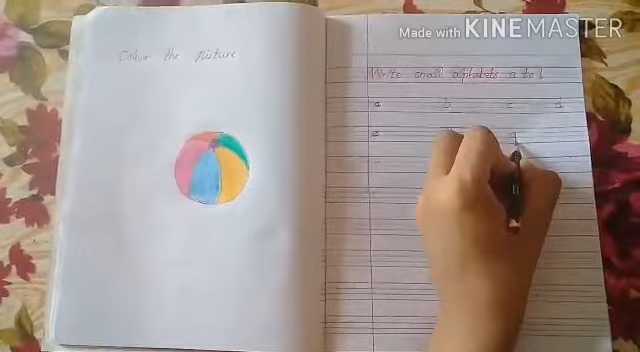 Made with KINEMASTER
Colour the picture
Write small alphabets a to l
a b c d
e